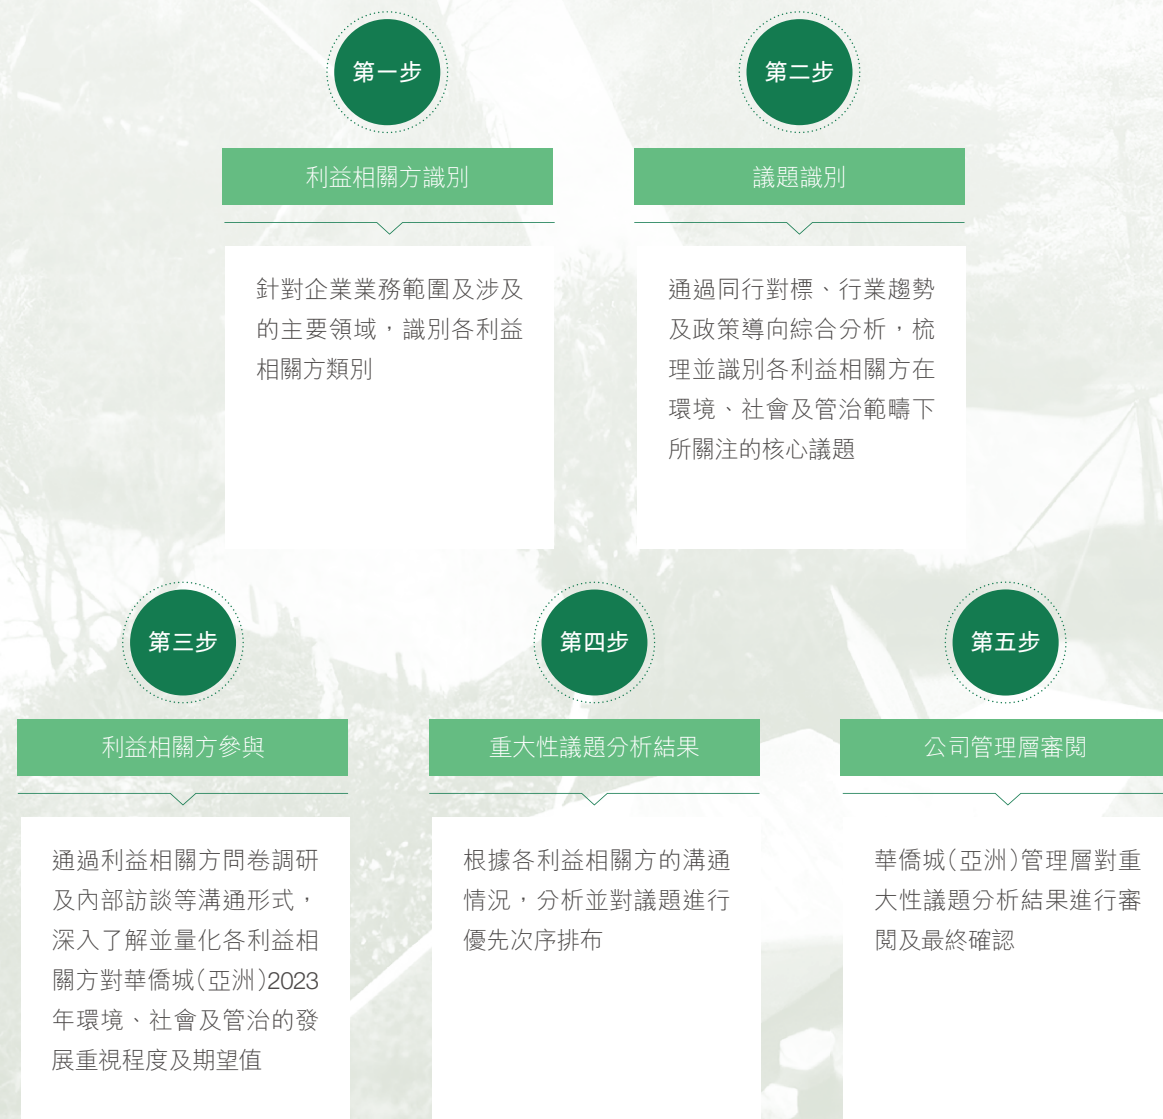 第一步
利益相關方識別
針對企業業務範圍及涉及
的主要領域，識別各利益
相關方類別
第二步
議題識別
通過同行對標、行業趨勢
及政策導向綜合分析，梳
理並識別各利益相關方在
環境、社會及管治範疇下
所關注的核心議題
第三步
利益相關方參與
通過利益相關方問卷調研
及內部訪談等溝通形式，
深入了解並量化各利益相
關方對華僑城（亞洲）2023
年環境、社會及管治的發
展重視程度及期望值
第四步
重大性議題分析結果
根據各利益相關方的溝通
情況，分析並對議題進行
優先次序排布
第五步
公司管理層審閱
華僑城（亞洲）管理層對重
大性議題分析結果進行審
閱及最終確認